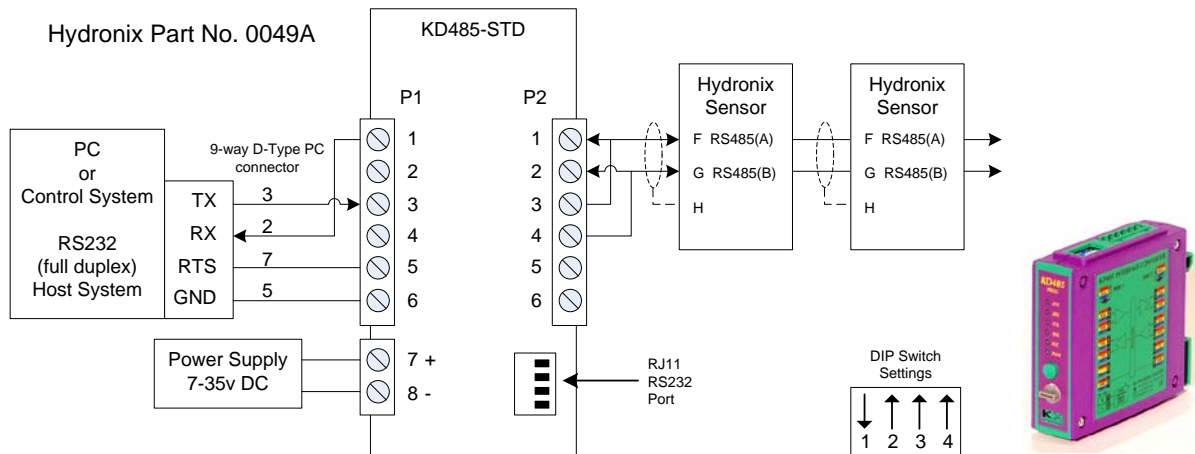 Hydronix Part No. 0049A
KD485-STD
P1
P2
1
2
3
4
5
6
7 +
8 -
1
2
3
4
5
6
PC
or
Control System
RS232
(full duplex)
Host System
9-way D-Type PC
connector
TX 3
RX 2
RTS 7
GND 5
Power Supply
7-35v DC
Hydronix
Sensor
F RS485(A)
G RS485(B)
H
Hydronix
Sensor
F RS485(A)
G RS485(B)
H
RJ11
RS232
Port
DIP Switch
Settings
1 2 3 4
KD485